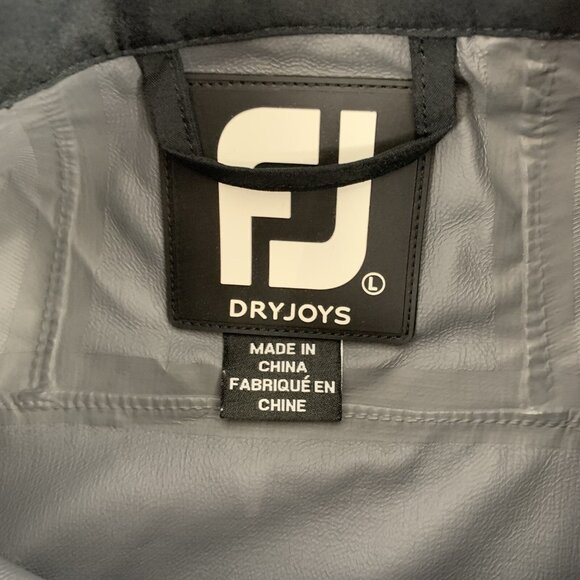 FJ
L
DRYJOYS
MADE IN
CHINA
FABRIQUÉ EN
CHINE